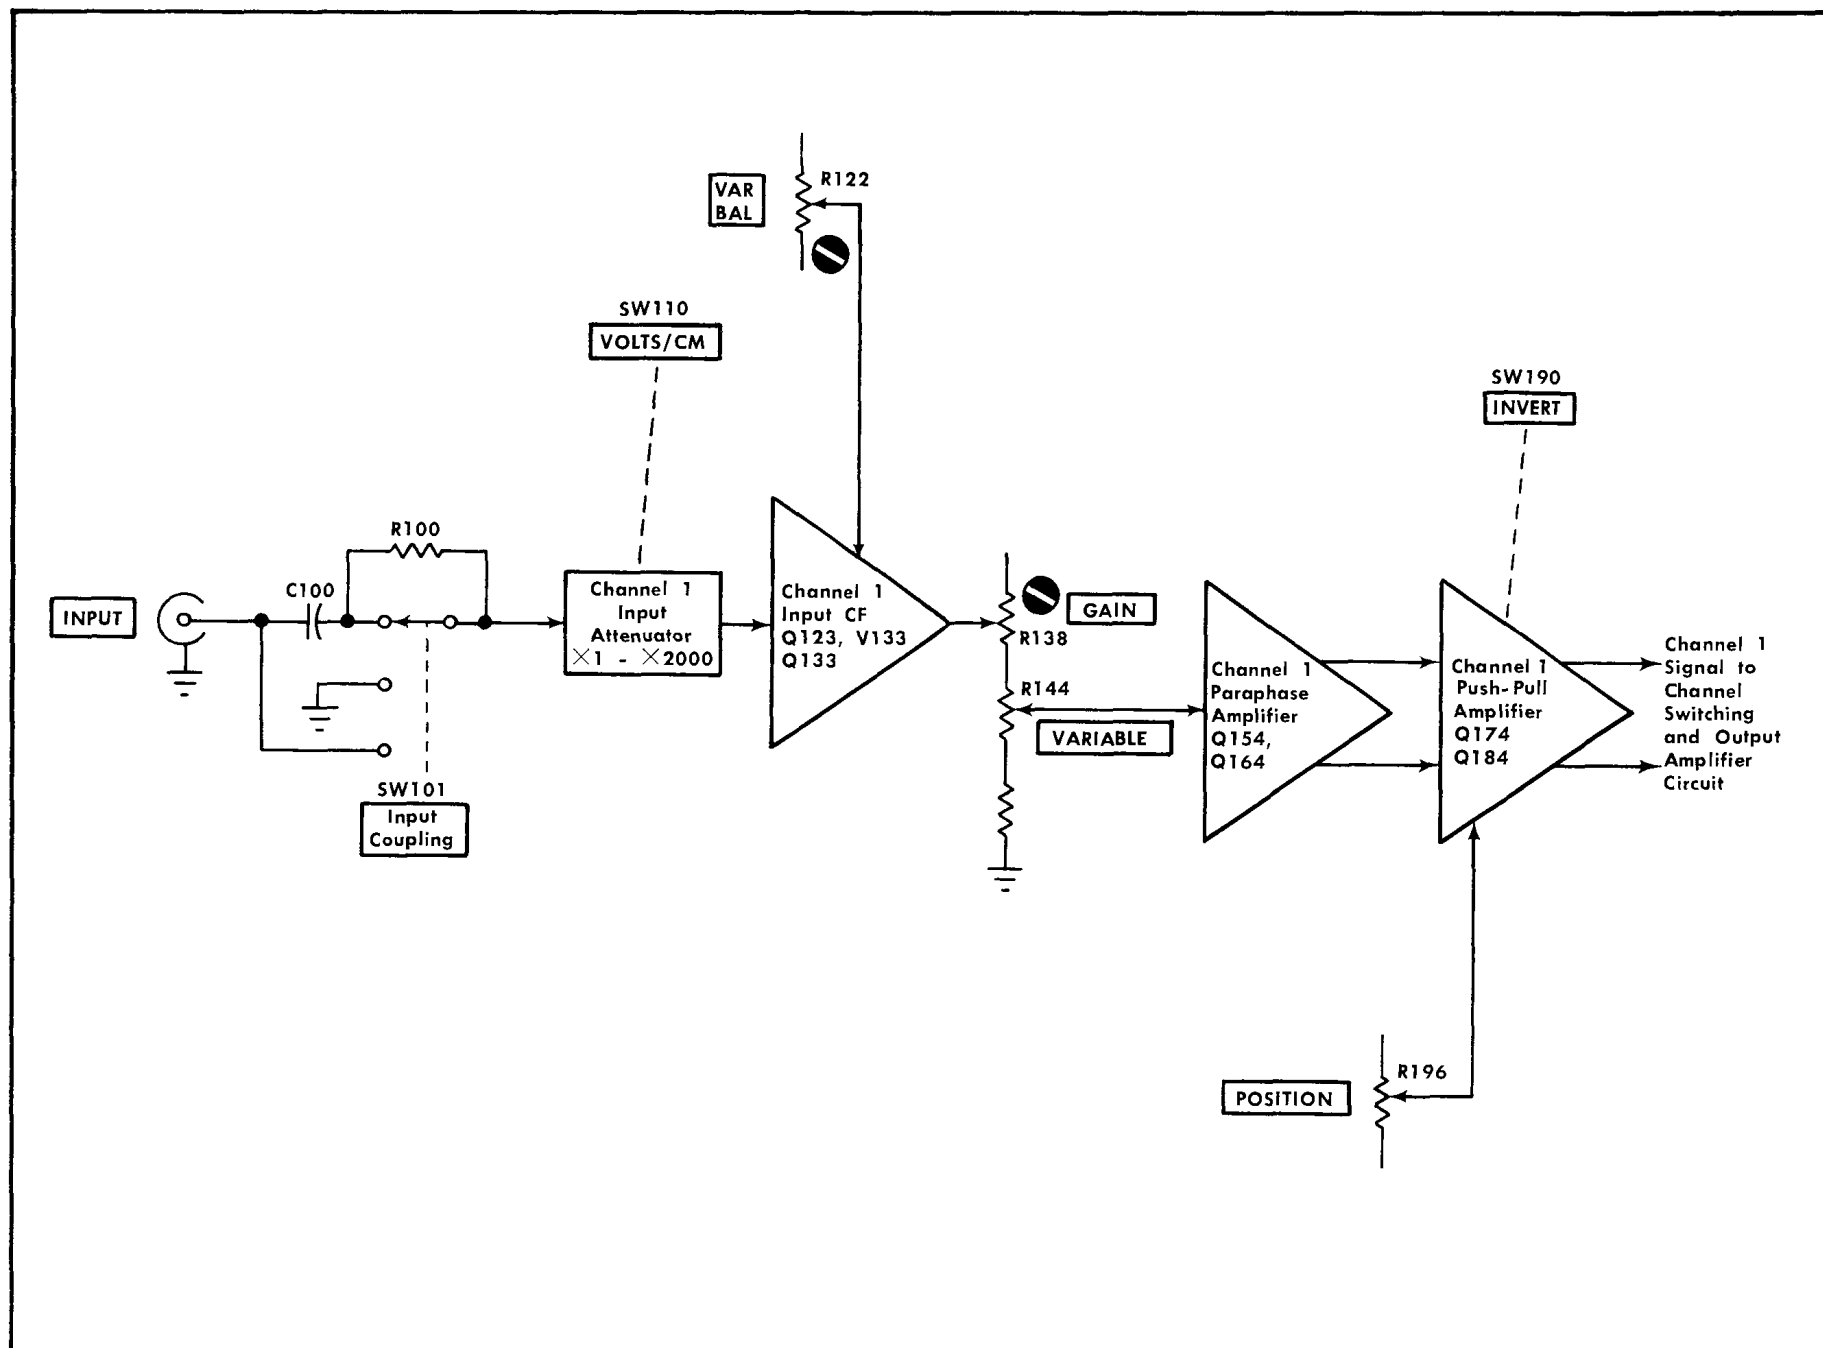 VAR
BAL
R122
SW110
VOLTS/CM
SW190
INVERT
R100
C100
INPUT
Channel 1
Input
Attenuator
×1 - ×2000
Channel 1
Input CF
Q123, V133
Q133
GAIN
R138
R144
VARIABLE
Channel 1
Paraphase
Amplifier
Q154,
Q164
Channel 1
Push-Pull
Amplifier
Q174
Q184
Channel 1
Signal to
Channel
Switching
and Output
Amplifier
Circuit
SW101
Input
Coupling
R196
POSITION